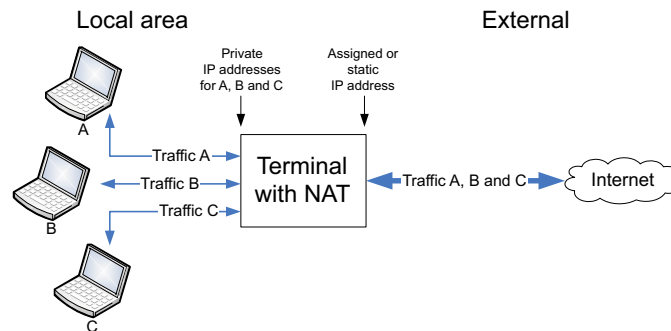 Local area
External
Private
IP addresses
for A, B and C
Assigned or
static
IP address
A
Traffic A
B
Traffic B
C
Traffic C
Terminal
with NAT
Traffic A, B and C
Internet